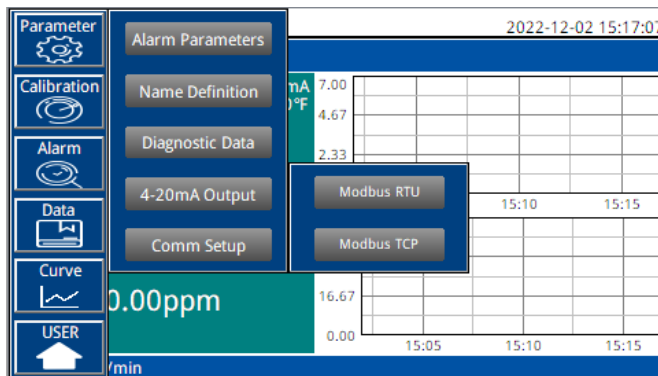 Parameter
Calibration
Alarm
Data
Curve
USER
Alarm Parameters
Name Definition
Diagnostic Data
4-20mA Output
Comm Setup
Modbus RTU
Modbus TCP
2022-12-02 15:17:07
mA
°F
7.00
4.67
2.33
15:10
15:15
0.00ppm
16.67
0.00
15:05
15:10
15:15
/min